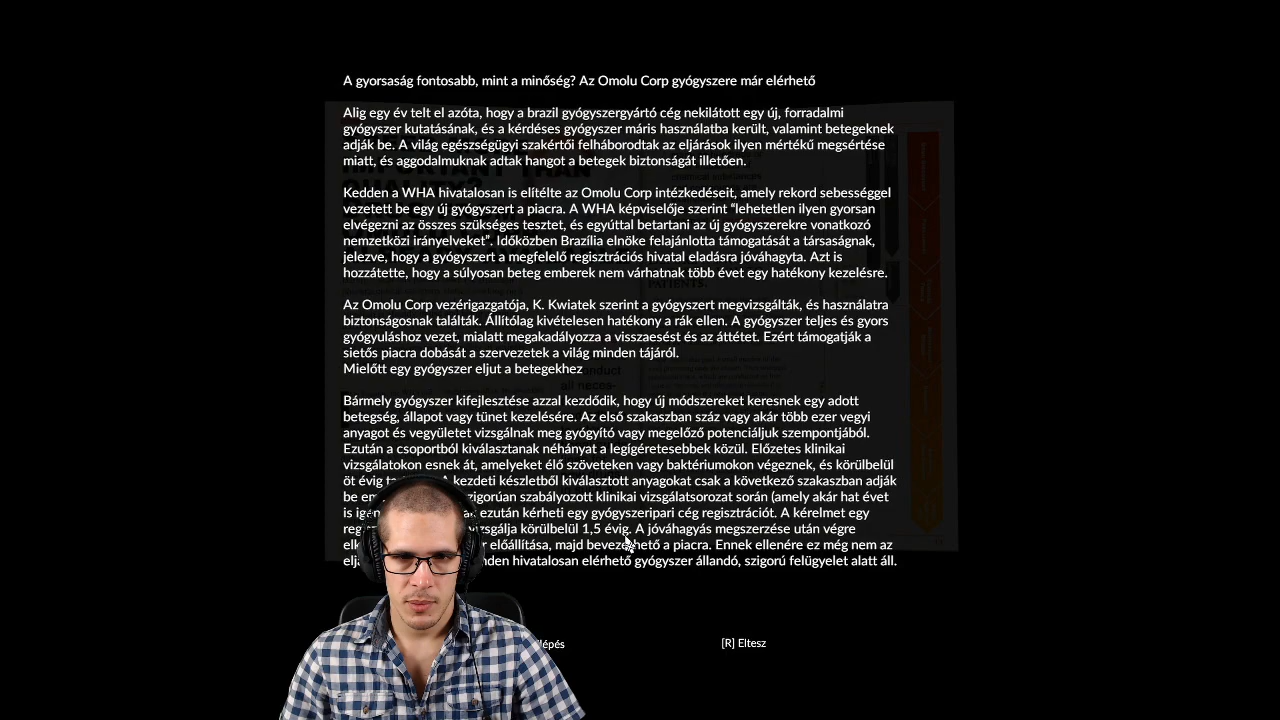 A gyorsaság fontosabb, mint a minőség? Az Omolu Corp gyógyszere már elérhető
Alig egy év telt el azóta, hogy a brazil gyógyszergyártó cég nekilátott egy új, forradalmi
gyógyszer kutatásának, és a kérdéses gyógyszer máris használatba került, valamint betegeknek
adják be. A világ egészségügyi szakértői felháborodtak az eljárások ilyen mértékű megsértése
miatt, és aggodalmuknak adtak hangot a betegek biztonságát illetően.
Kedden a WHA hivatalosan is elítélte az Omolu Corp intézkedéseit, amely rekord sebességgel
vezetett be egy új gyógyszert a piacra. A WHA képviselője szerint “lehetetlen ilyen gyorsan
elvégezni az összes szükséges tesztet, és egyúttal betartani az új gyógyszerekre vonatkozó
nemzetközi irányelveket”. Időközben Brazília elnöke felajánlotta támogatását a társaságnak,
jelezve, hogy a gyógyszert a megfelelő regisztrációs hivatal eladásra jóváhagyta. Azt is
hozzátette, hogy a súlyosan beteg emberek nem várhatnak több évet egy hatékony kezelésre.
Az Omolu Corp vezérigazgatója, K. Kwiatek szerint a gyógyszert megvizsgálták, és használatra
biztonságosnak találták. Állítólag kivételesen hatékony a rák ellen. A gyógyszer teljes és gyors
gyógyuláshoz vezet, mialatt megakadályozza a visszaesést és az áttétet. Ezért támogatják a
sietős piacra dobását a szervezetek a világ minden tájáról.
Mielőtt egy gyógyszer eljut a betegekhez
Bármely gyógyszer kifejlesztése azzal kezdődik, hogy új módszereket keresnek egy adott
betegség, állapot vagy tünet kezelésére. Az első szakaszban száz vagy akár több ezer vegyi
anyagot és vegyületet vizsgálnak meg gyógyító vagy megelőző potenciáljuk szempontjából.
Ezután a csoportból kiválasztanak néhányat a legígéretesebbek közül. Előzetes klinikai
vizsgálatokon esnek át, amelyeket élő szöveteken vagy baktériumokon végeznek, és körülbelül
öt évig A kezdeti készletből kiválasztott anyagokat csak a következő szakaszban adják
be szigorúan szabályozott klinikai vizsgálatsorozat során (amely akár hat évet
is ezután kérheti egy gyógyszeripari cég regisztrációt. A kérelmet egy
körülbelül 1,5 évig. A jóváhagyás megszerzése után végre
előállítása, majd bevezethető a piacra. Ennek ellenére ez még nem az
hivatalosan elérhető gyógyszer állandó, szigorú felügyelet alatt áll.
[R] Eltesz